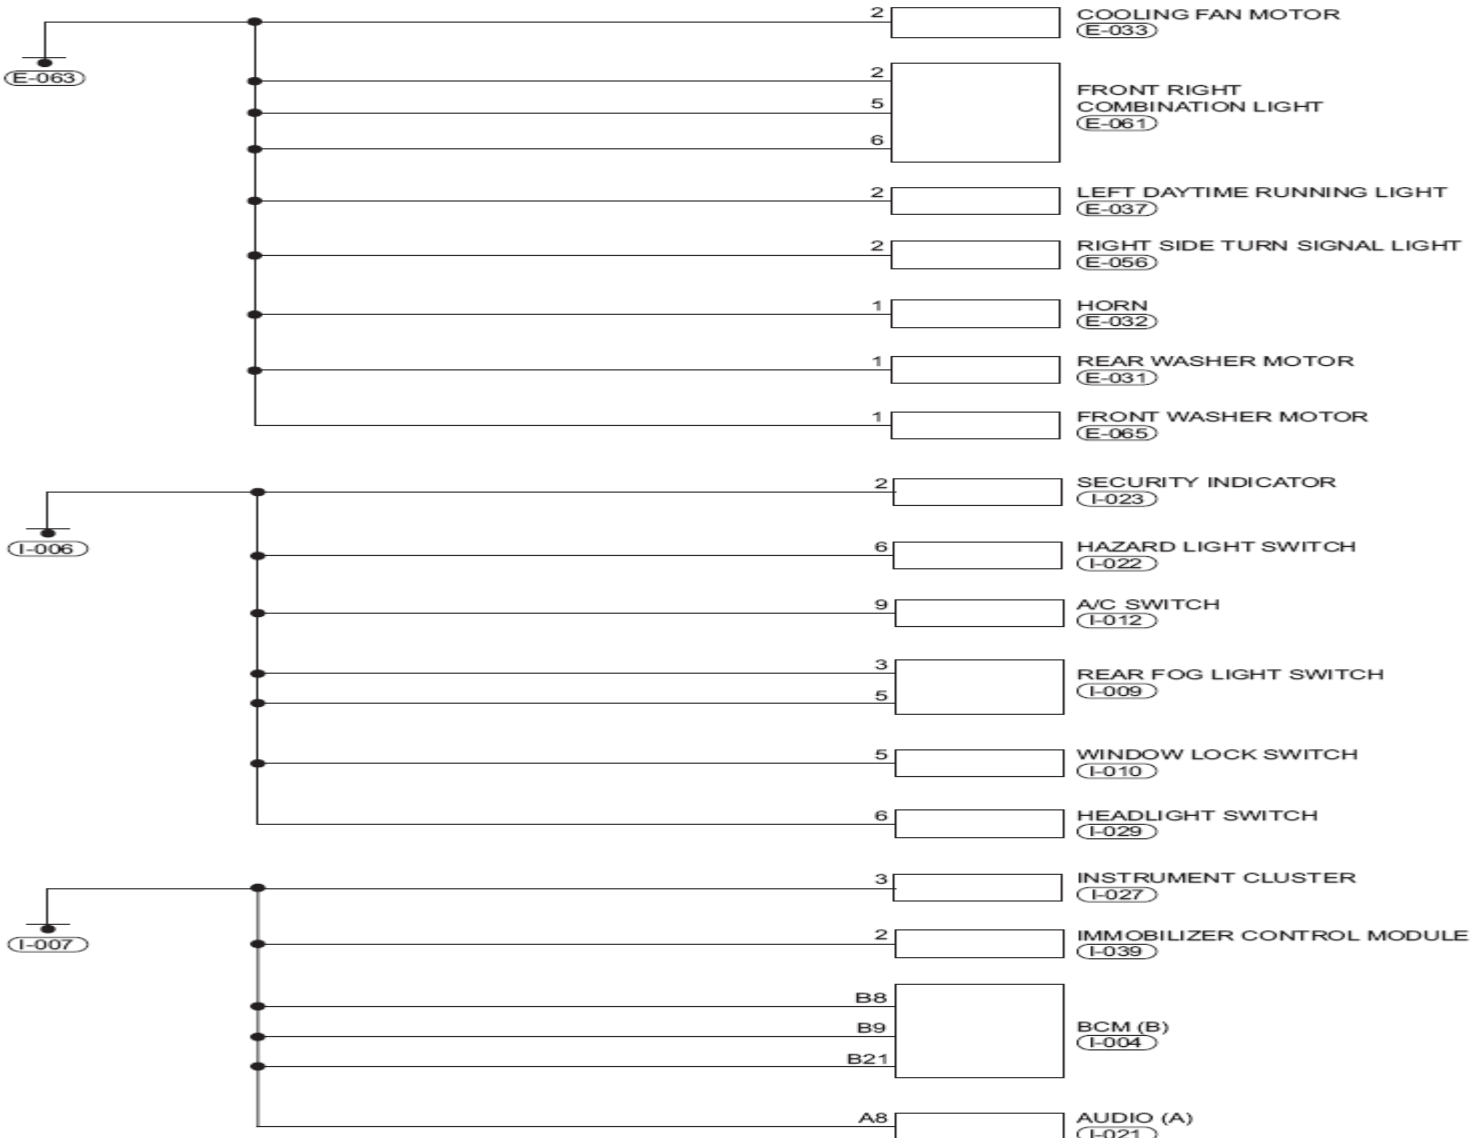 2
COOLING FAN MOTOR
E-033
E-063
2
5
6
FRONT RIGHT
COMBINATION LIGHT
E-061
2
LEFT DAYTIME RUNNING LIGHT
E-037
2
RIGHT SIDE TURN SIGNAL LIGHT
E-056
1
HORN
E-032
1
REAR WASHER MOTOR
E-031
1
FRONT WASHER MOTOR
E-065
2
SECURITY INDICATOR
I-023
I-006
6
HAZARD LIGHT SWITCH
I-022
9
A/C SWITCH
I-012
3
5
REAR FOG LIGHT SWITCH
I-009
5
WINDOW LOCK SWITCH
I-010
6
HEADLIGHT SWITCH
I-029
3
INSTRUMENT CLUSTER
I-027
I-007
2
IMMOBILIZER CONTROL MODULE
I-039
B8
B9
B21
BCM (B)
I-004
A8
AUDIO (A)
I-021